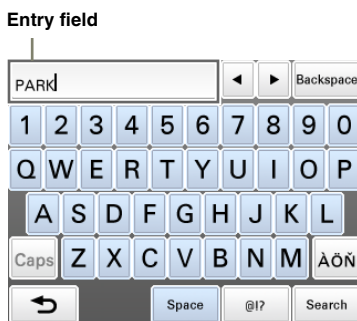 Entry field
PARK Backspace
1 2 3 4 5 6 7 8 9 0
Q W E R T Y U I O P
A S D F G H J K L
Caps Z X C V B N M ÀÖÑ
Space @!? Search